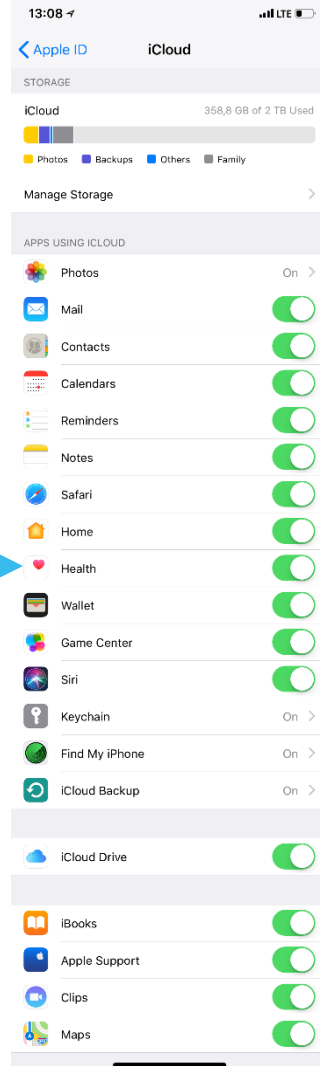 13:08 LTE
Apple ID iCloud
STORAGE
iCloud 358,8 GB of 2 TB Used
Photos Backups Others Family
Manage Storage
APPS USING ICLOUD
Photos On
Mail
Contacts
Calendars
Reminders
Notes
Safari
Home
Health
Wallet
Game Center
Siri
Keychain On
Find My iPhone On
iCloud Backup On
iCloud Drive
iBooks
Apple Support
Clips
Maps